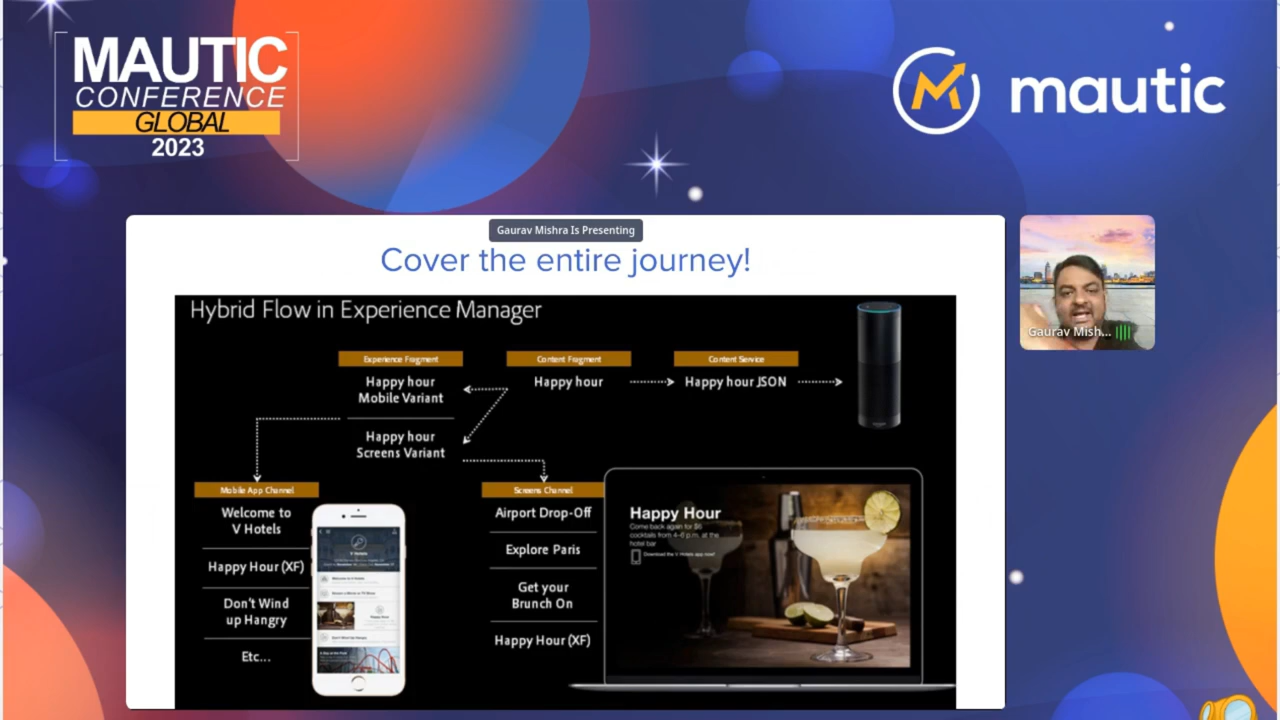 MAUTIC
CONFERENCE
GLOBAL
2023
mautic
Gaurav Mishra Is Presenting
Cover the entire journey!
Gaurav Mish...
Hybrid Flow in Experience Manager
Experience Fragment
Content Fragment
Content Service
Happy hour
Mobile Variant
Happy hour
Happy hour JSON
Happy hour
Screens Variant
Mobile App Channel
Welcome to
V Hotels
Happy Hour (XF)
Don't Wind
up Hangry
Etc...
Screens Channel
Airport Drop-Off
Explore Paris
Get your
Brunch On
Happy Hour (XF)
Happy Hour
Come back again for $6
cocktails from 4–6 p.m. at the
hotel bar
Download the V Hotels app now!
V Hotels